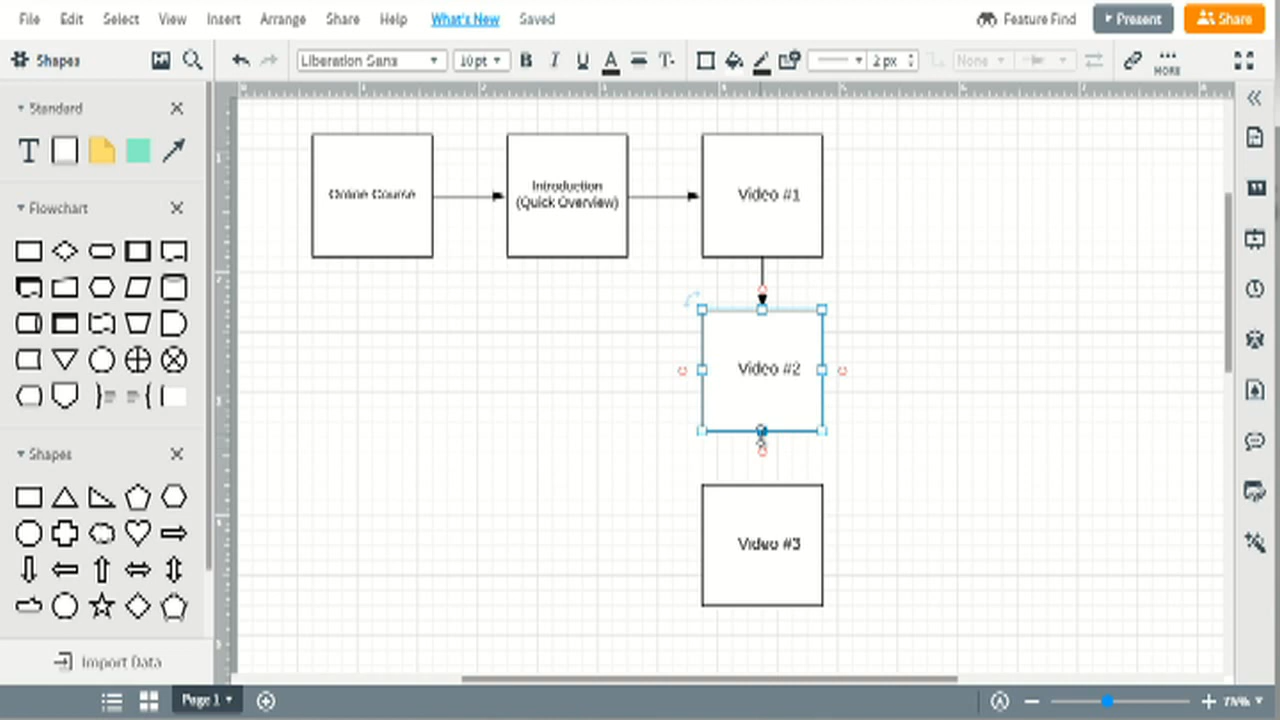 File Edit Select View Insert Arrange Share Help What's New Saved Feature Find Present Share
Shapes Liberation Sans 10 pt B I U A T 2 px None MORE
Standard
T
Flowchart
Shapes
Import Data
Online Course
Introduction
(Quick Overview)
Video #1
Video #2
Video #3
Page 1